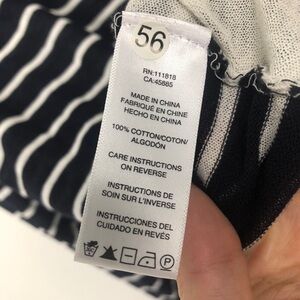 56
RN:111818
CA:45885
MADE IN CHINA
FABRIQUÉ EN CHINE
HECHO EN CHINA
100% COTTON/COTON/
ALGODÓN
CARE INSTRUCTIONS
ON REVERSE
INSTRUCTIONS DE
SOIN SUR L'INVERSE
INSTRUCCIONES DEL
CUIDADO EN REVÉS
P